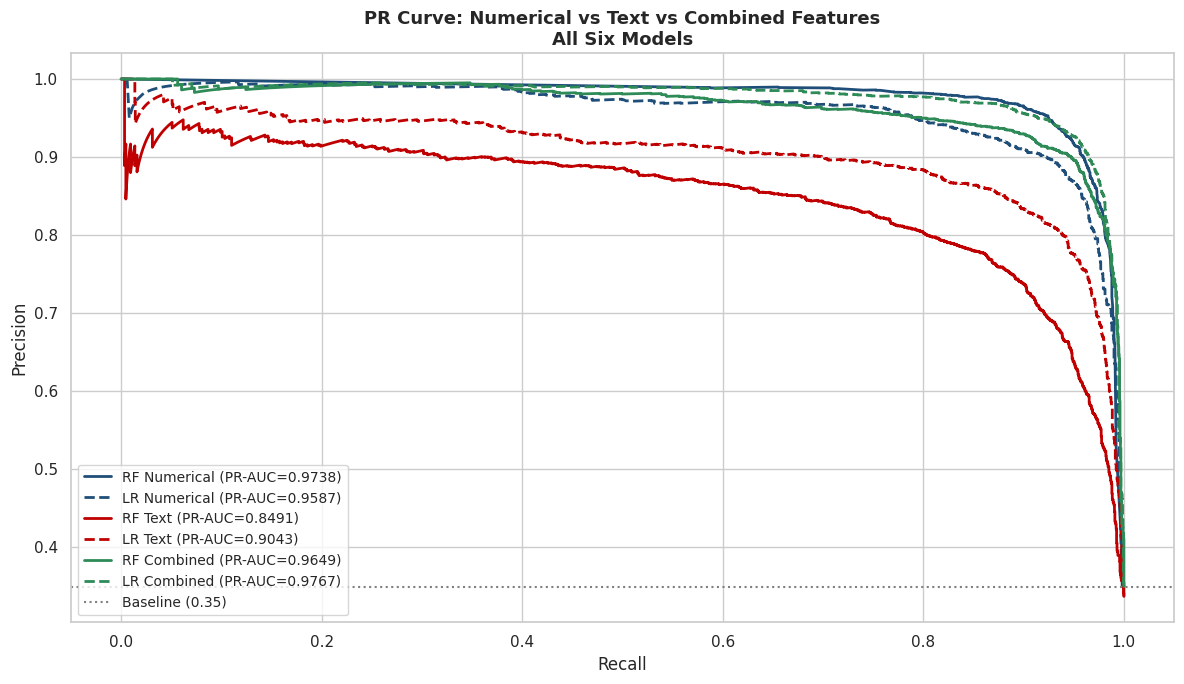 PR Curve: Numerical vs Text vs Combined Features
All Six Models
Precision
1.0
0.9
0.8
0.7
0.6
0.5
0.4
RF Numerical (PR-AUC=0.9738)
LR Numerical (PR-AUC=0.9587)
RF Text (PR-AUC=0.8491)
LR Text (PR-AUC=0.9043)
RF Combined (PR-AUC=0.9649)
LR Combined (PR-AUC=0.9767)
Baseline (0.35)
0.0 0.2 0.4 0.6 0.8 1.0
Recall